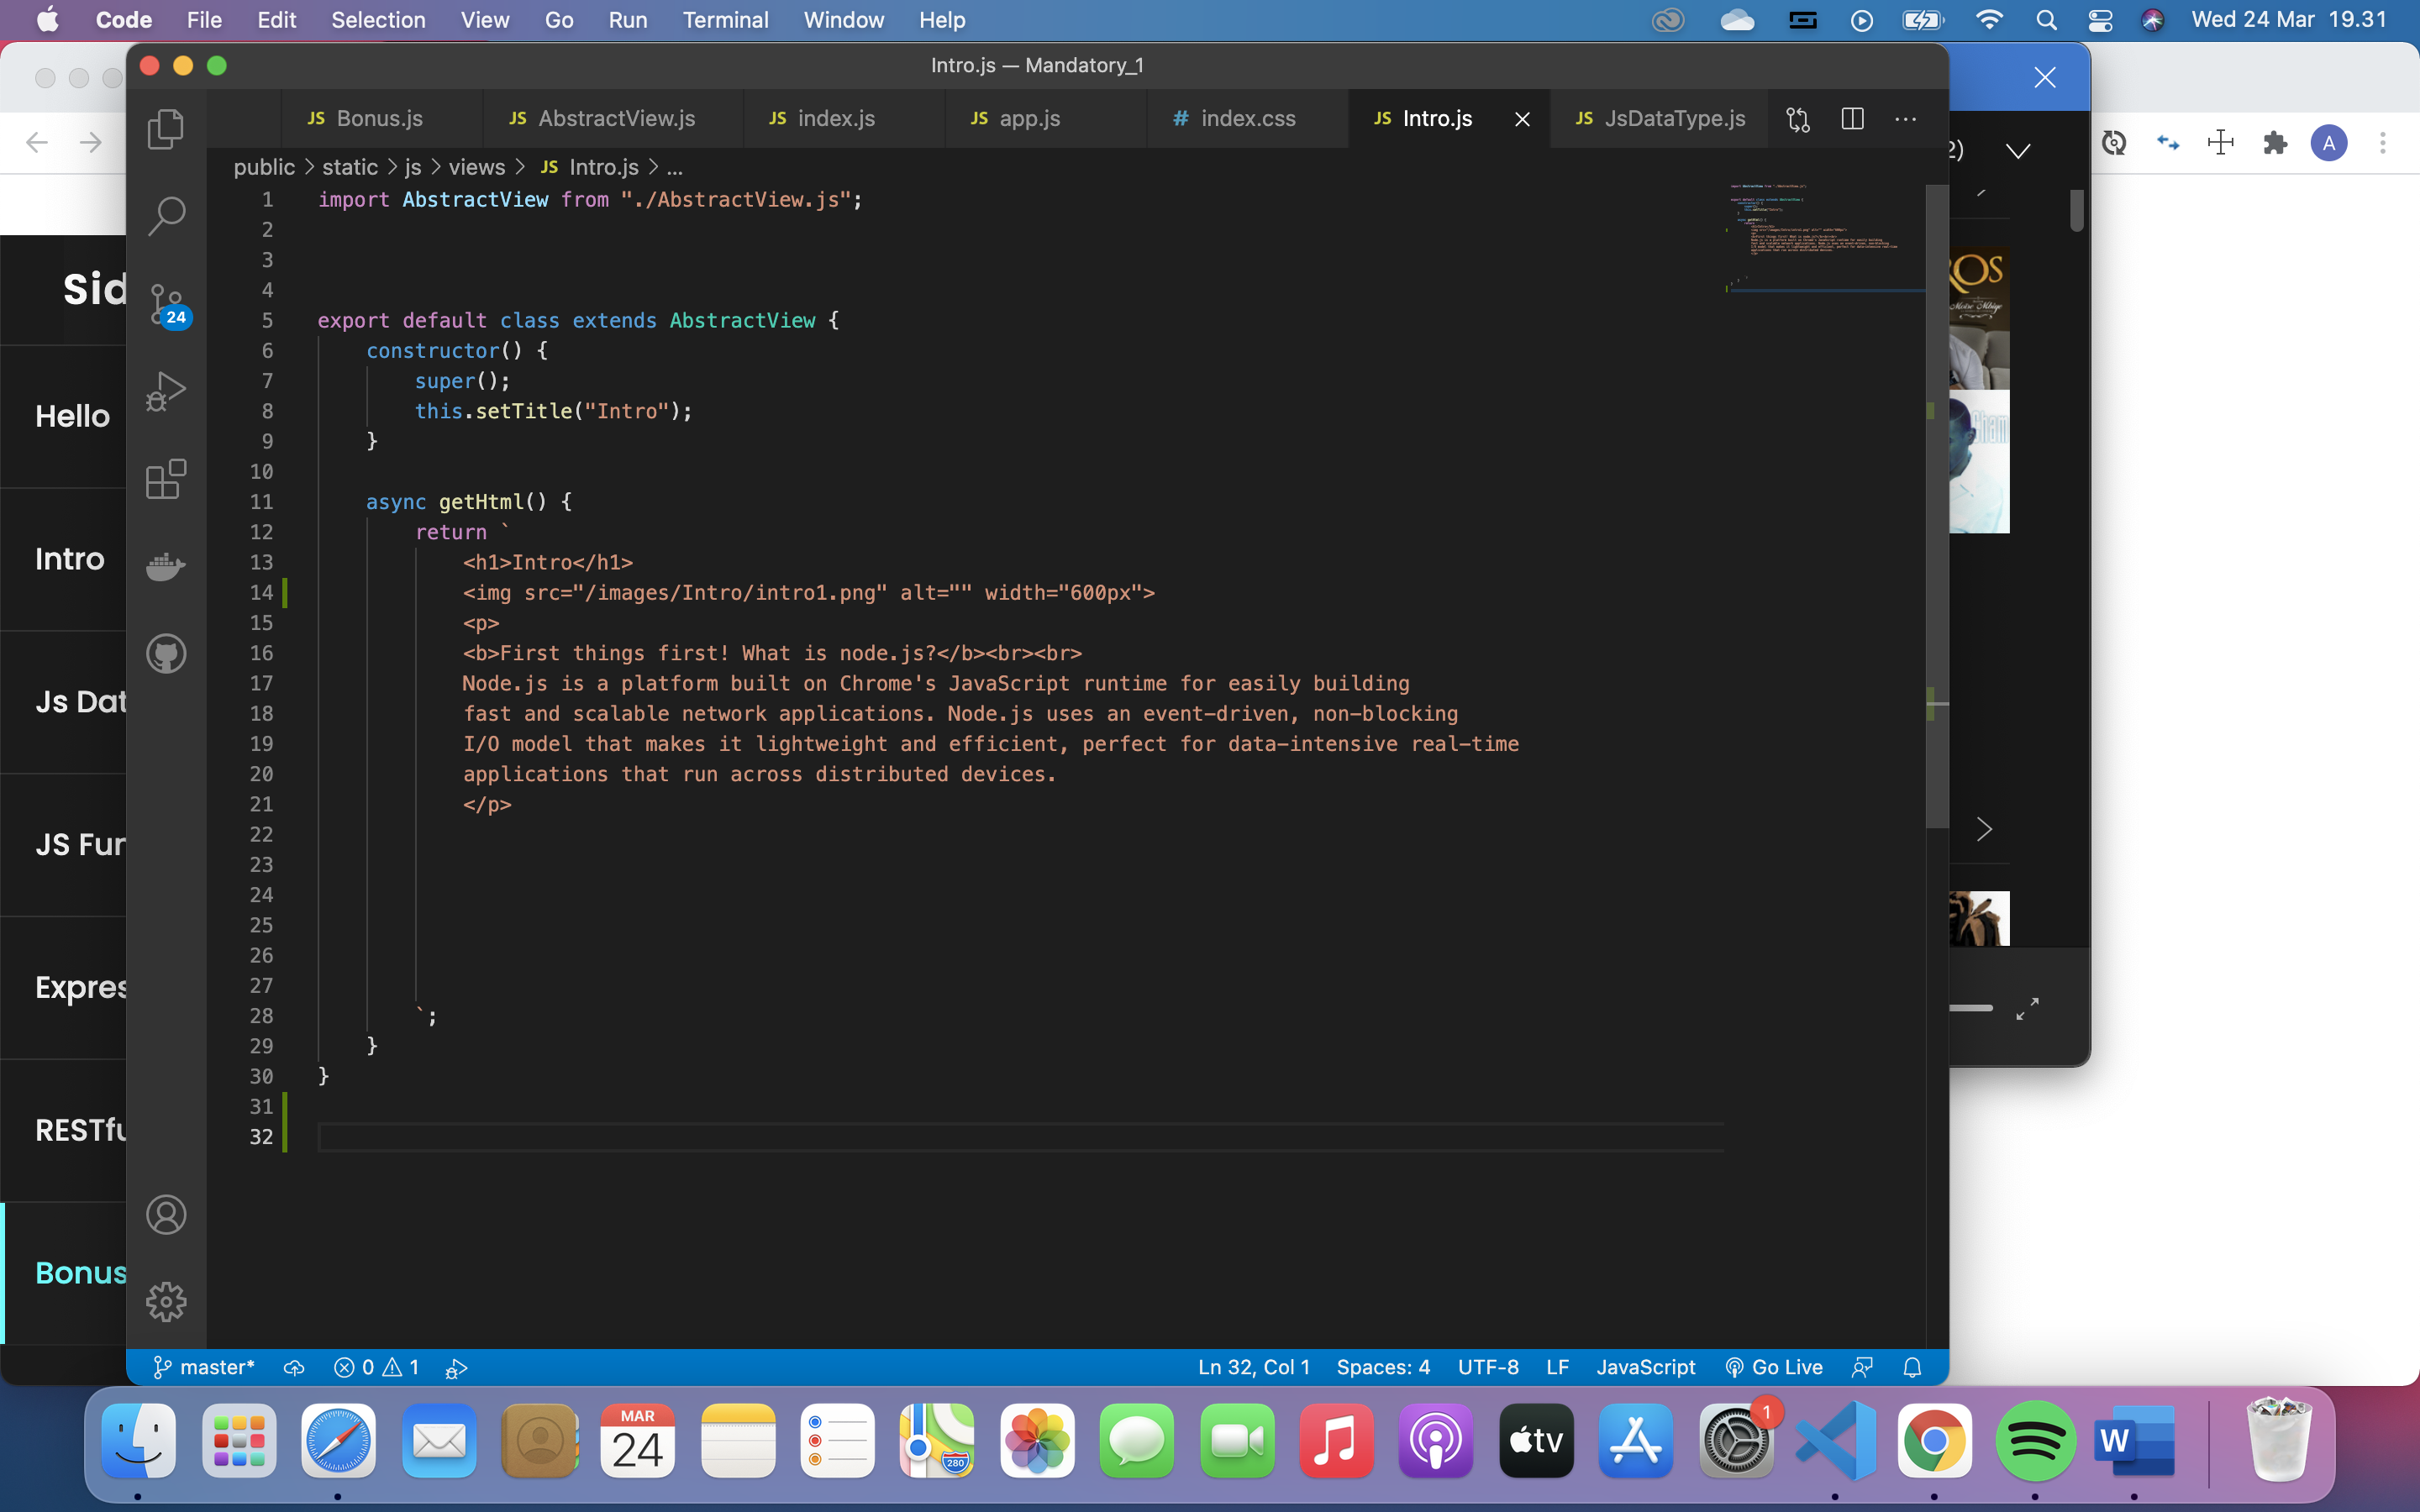 Code File Edit Selection View Go Run Terminal Window Help Wed 24 Mar 19.31
Intro.js — Mandatory_1
JS Bonus.js JS AbstractView.js JS index.js JS app.js # index.css JS Intro.js JS JsDataType.js
public > static > js > views > JS Intro.js > ...
1 import AbstractView from "./AbstractView.js";
2
3
4
5 export default class extends AbstractView {
6 constructor() {
7 super();
8 this.setTitle("Intro");
9 }
10
11 async getHtml() {
12 return `
13 <h1>Intro</h1>
14 <img src="/images/Intro/intro1.png" alt="" width="600px">
15 <p>
16 <b>First things first! What is node.js?</b><br><br>
17 Node.js is a platform built on Chrome's JavaScript runtime for easily building
18 fast and scalable network applications. Node.js uses an event-driven, non-blocking
19 I/O model that makes it lightweight and efficient, perfect for data-intensive real-time
20 applications that run across distributed devices.
21 </p>
22
23
24
25
26
27
28 `;
29 }
30 }
31
32
24
Sid
Hello
Intro
Js Dat
JS Fun
Expres
RESTfu
Bonus
2)
A
ROS
Cham
master* 0 1 Ln 32, Col 1 Spaces: 4 UTF-8 LF JavaScript Go Live
MAR
24
280
tv
1
W